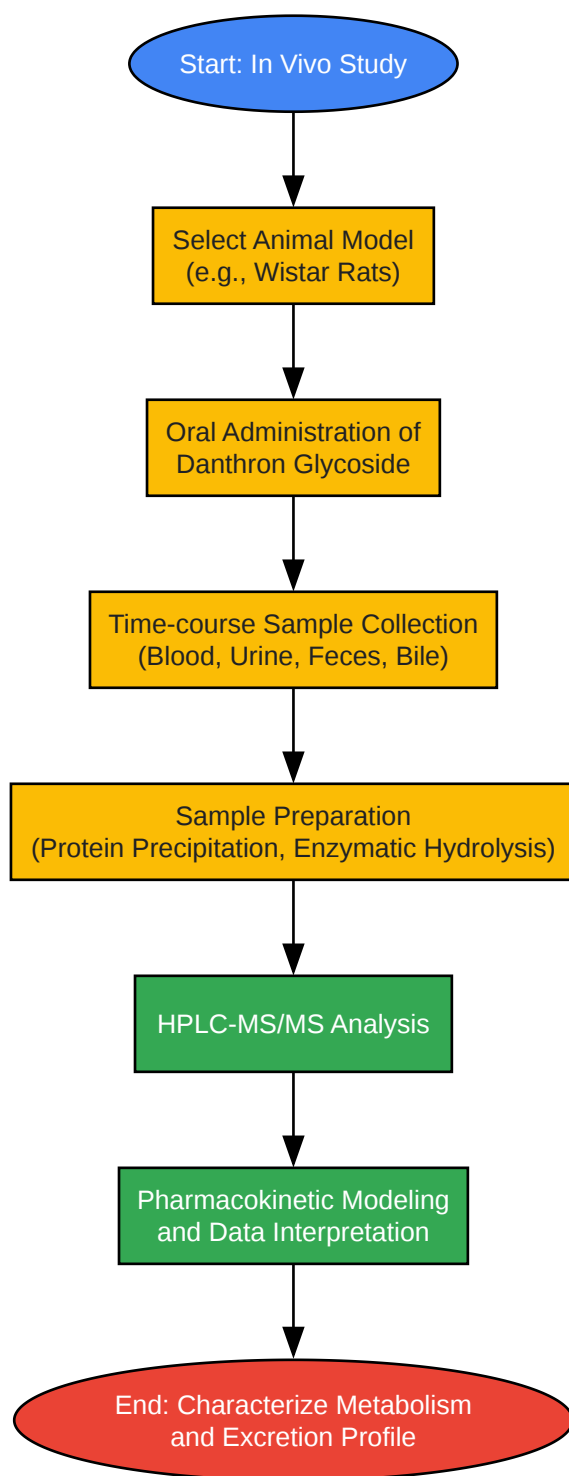 Start: In Vivo Study
Select Animal Model
(e.g., Wistar Rats)
Oral Administration of
Danthron Glycoside
Time-course Sample Collection
(Blood, Urine, Feces, Bile)
Sample Preparation
(Protein Precipitation, Enzymatic Hydrolysis)
HPLC-MS/MS Analysis
Pharmacokinetic Modeling
and Data Interpretation
End: Characterize Metabolism
and Excretion Profile